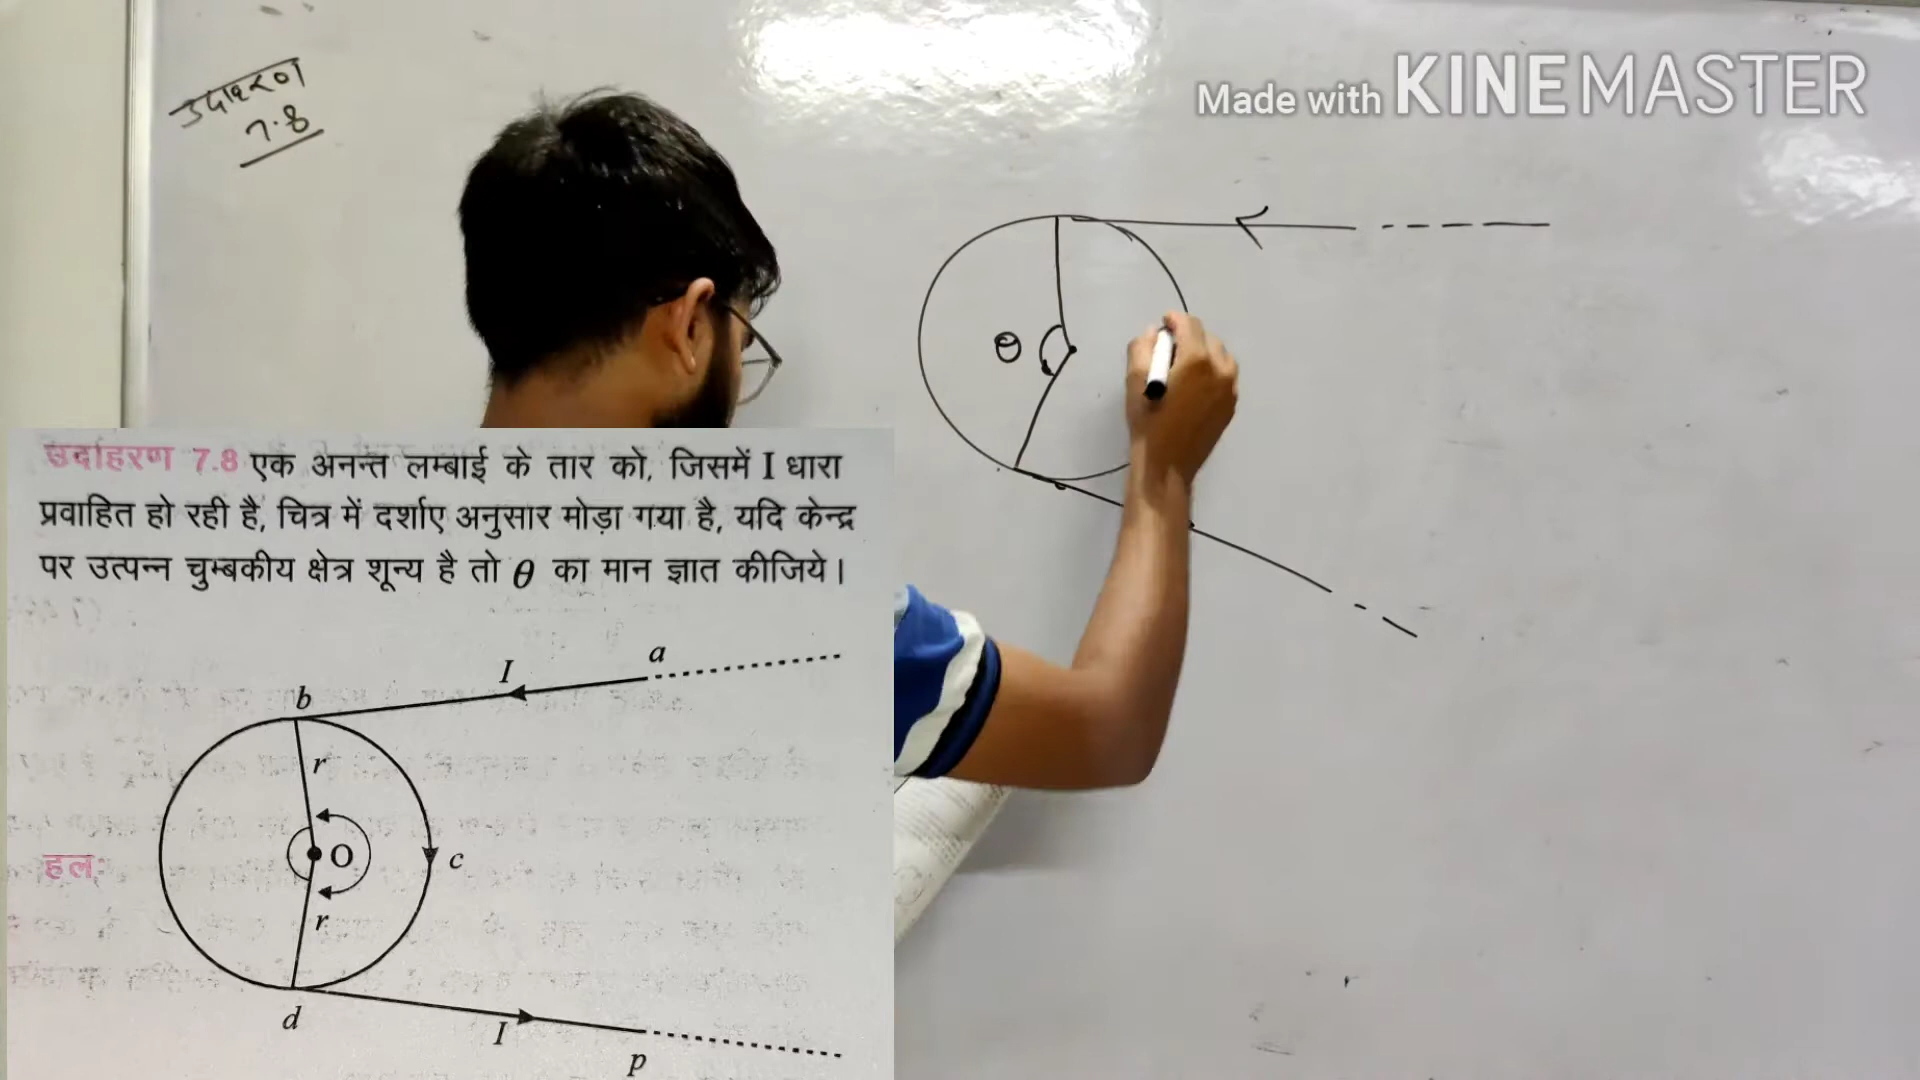 उदाहरण
7.8
Made with KINEMASTER
θ
उदाहरण 7.8 एक अनन्त लम्बाई के तार को, जिसमें I धारा
प्रवाहित हो रही है, चित्र में दर्शाए अनुसार मोड़ा गया है, यदि केन्द्र
पर उत्पन्न चुम्बकीय क्षेत्र शून्य है तो θ का मान ज्ञात कीजिये।
a
I
b
r
O
c
हल:
r
d
I
p